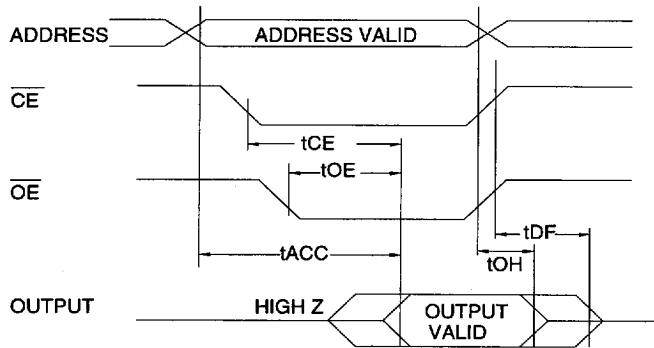 ADDRESS
ADDRESS VALID
CE
tCE
tOE
OE
tDF
tACC
tOH
OUTPUT
HIGH Z
OUTPUT
VALID